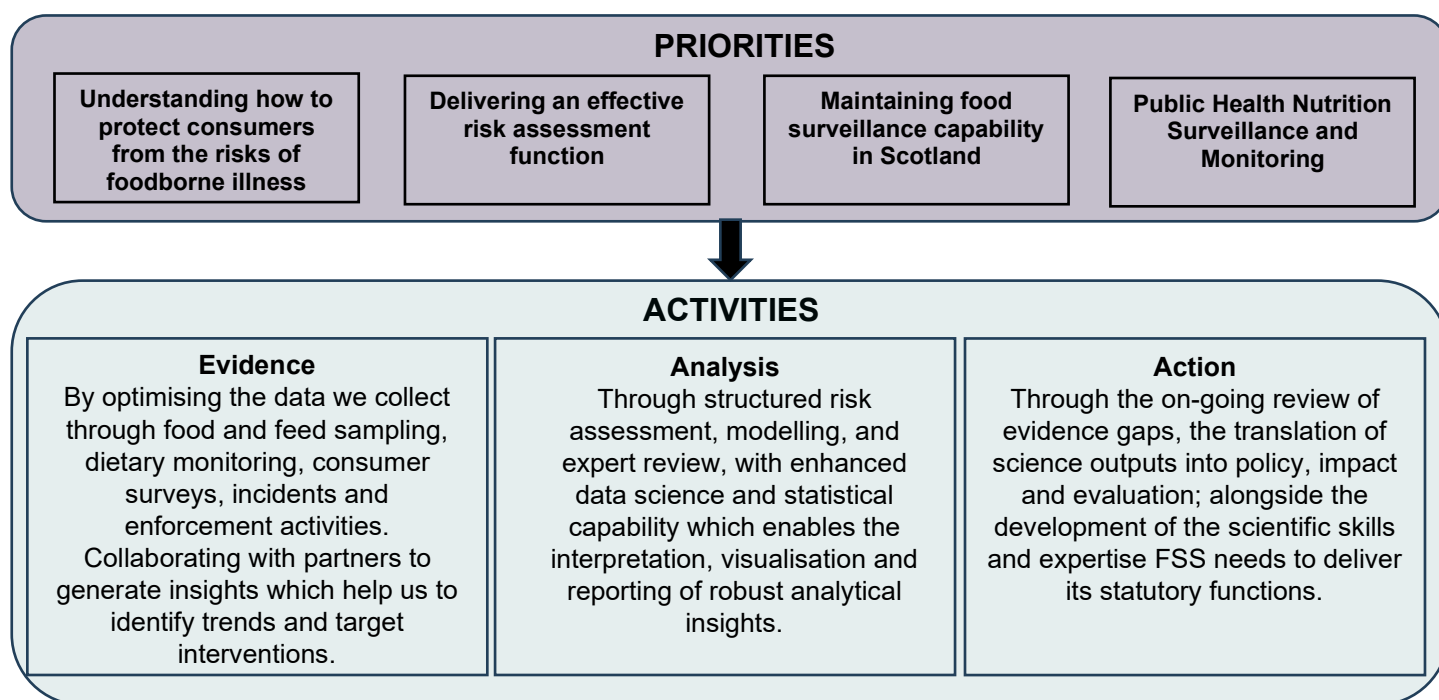 PRIORITIES
Understanding how to
protect consumers
from the risks of
foodborne illness
Delivering an effective
risk assessment
function
Maintaining food
surveillance capability
in Scotland
Public Health Nutrition
Surveillance and
Monitoring
ACTIVITIES
Evidence
By optimising the data we collect
through food and feed sampling,
dietary monitoring, consumer
surveys, incidents and
enforcement activities.
Collaborating with partners to
generate insights which help us to
identify trends and target
interventions.
Analysis
Through structured risk
assessment, modelling, and
expert review, with enhanced
data science and statistical
capability which enables the
interpretation, visualisation and
reporting of robust analytical
insights.
Action
Through the on-going review of
evidence gaps, the translation of
science outputs into policy, impact
and evaluation; alongside the
development of the scientific skills
and expertise FSS needs to deliver
its statutory functions.